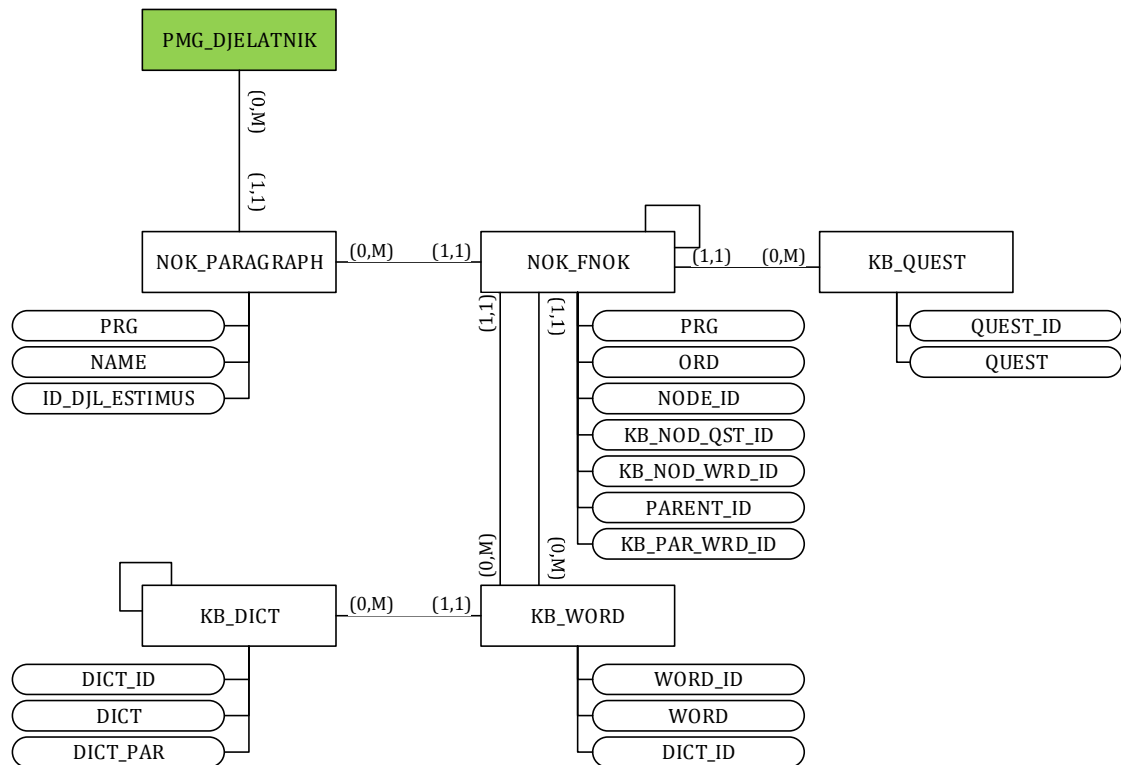 PMG_DJELATNIK
(0,M)
(1,1)
NOK_PARAGRAPH
(0,M)
(1,1)
NOK_FNOK
(1,1)
(0,M)
KB_QUEST
PRG
NAME
ID_DJL_ESTIMUS
(1,1)
(1,1)
PRG
ORD
NODE_ID
KB_NOD_QST_ID
KB_NOD_WRD_ID
PARENT_ID
KB_PAR_WRD_ID
QUEST_ID
QUEST
(0,M)
(0,M)
KB_DICT
(0,M)
(1,1)
KB_WORD
DICT_ID
DICT
DICT_PAR
WORD_ID
WORD
DICT_ID